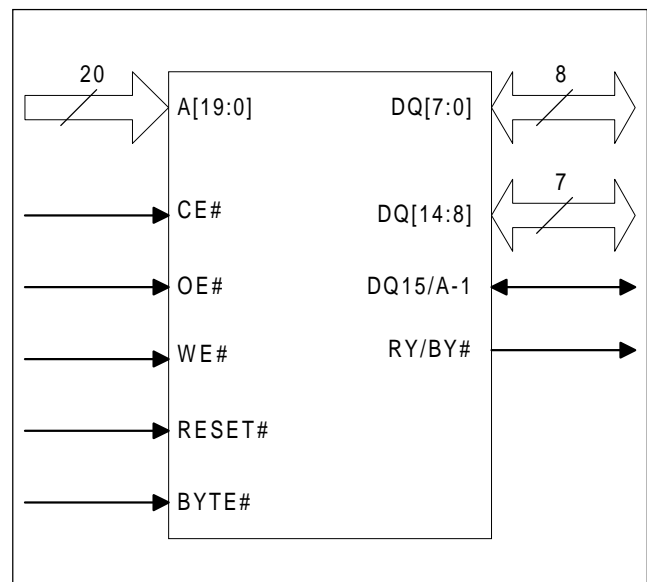 20
8
A[19:0]
DQ[7:0]
7
CE#
DQ[14:8]
OE#
DQ15/A-1
WE#
RY/BY#
RESET#
BYTE#